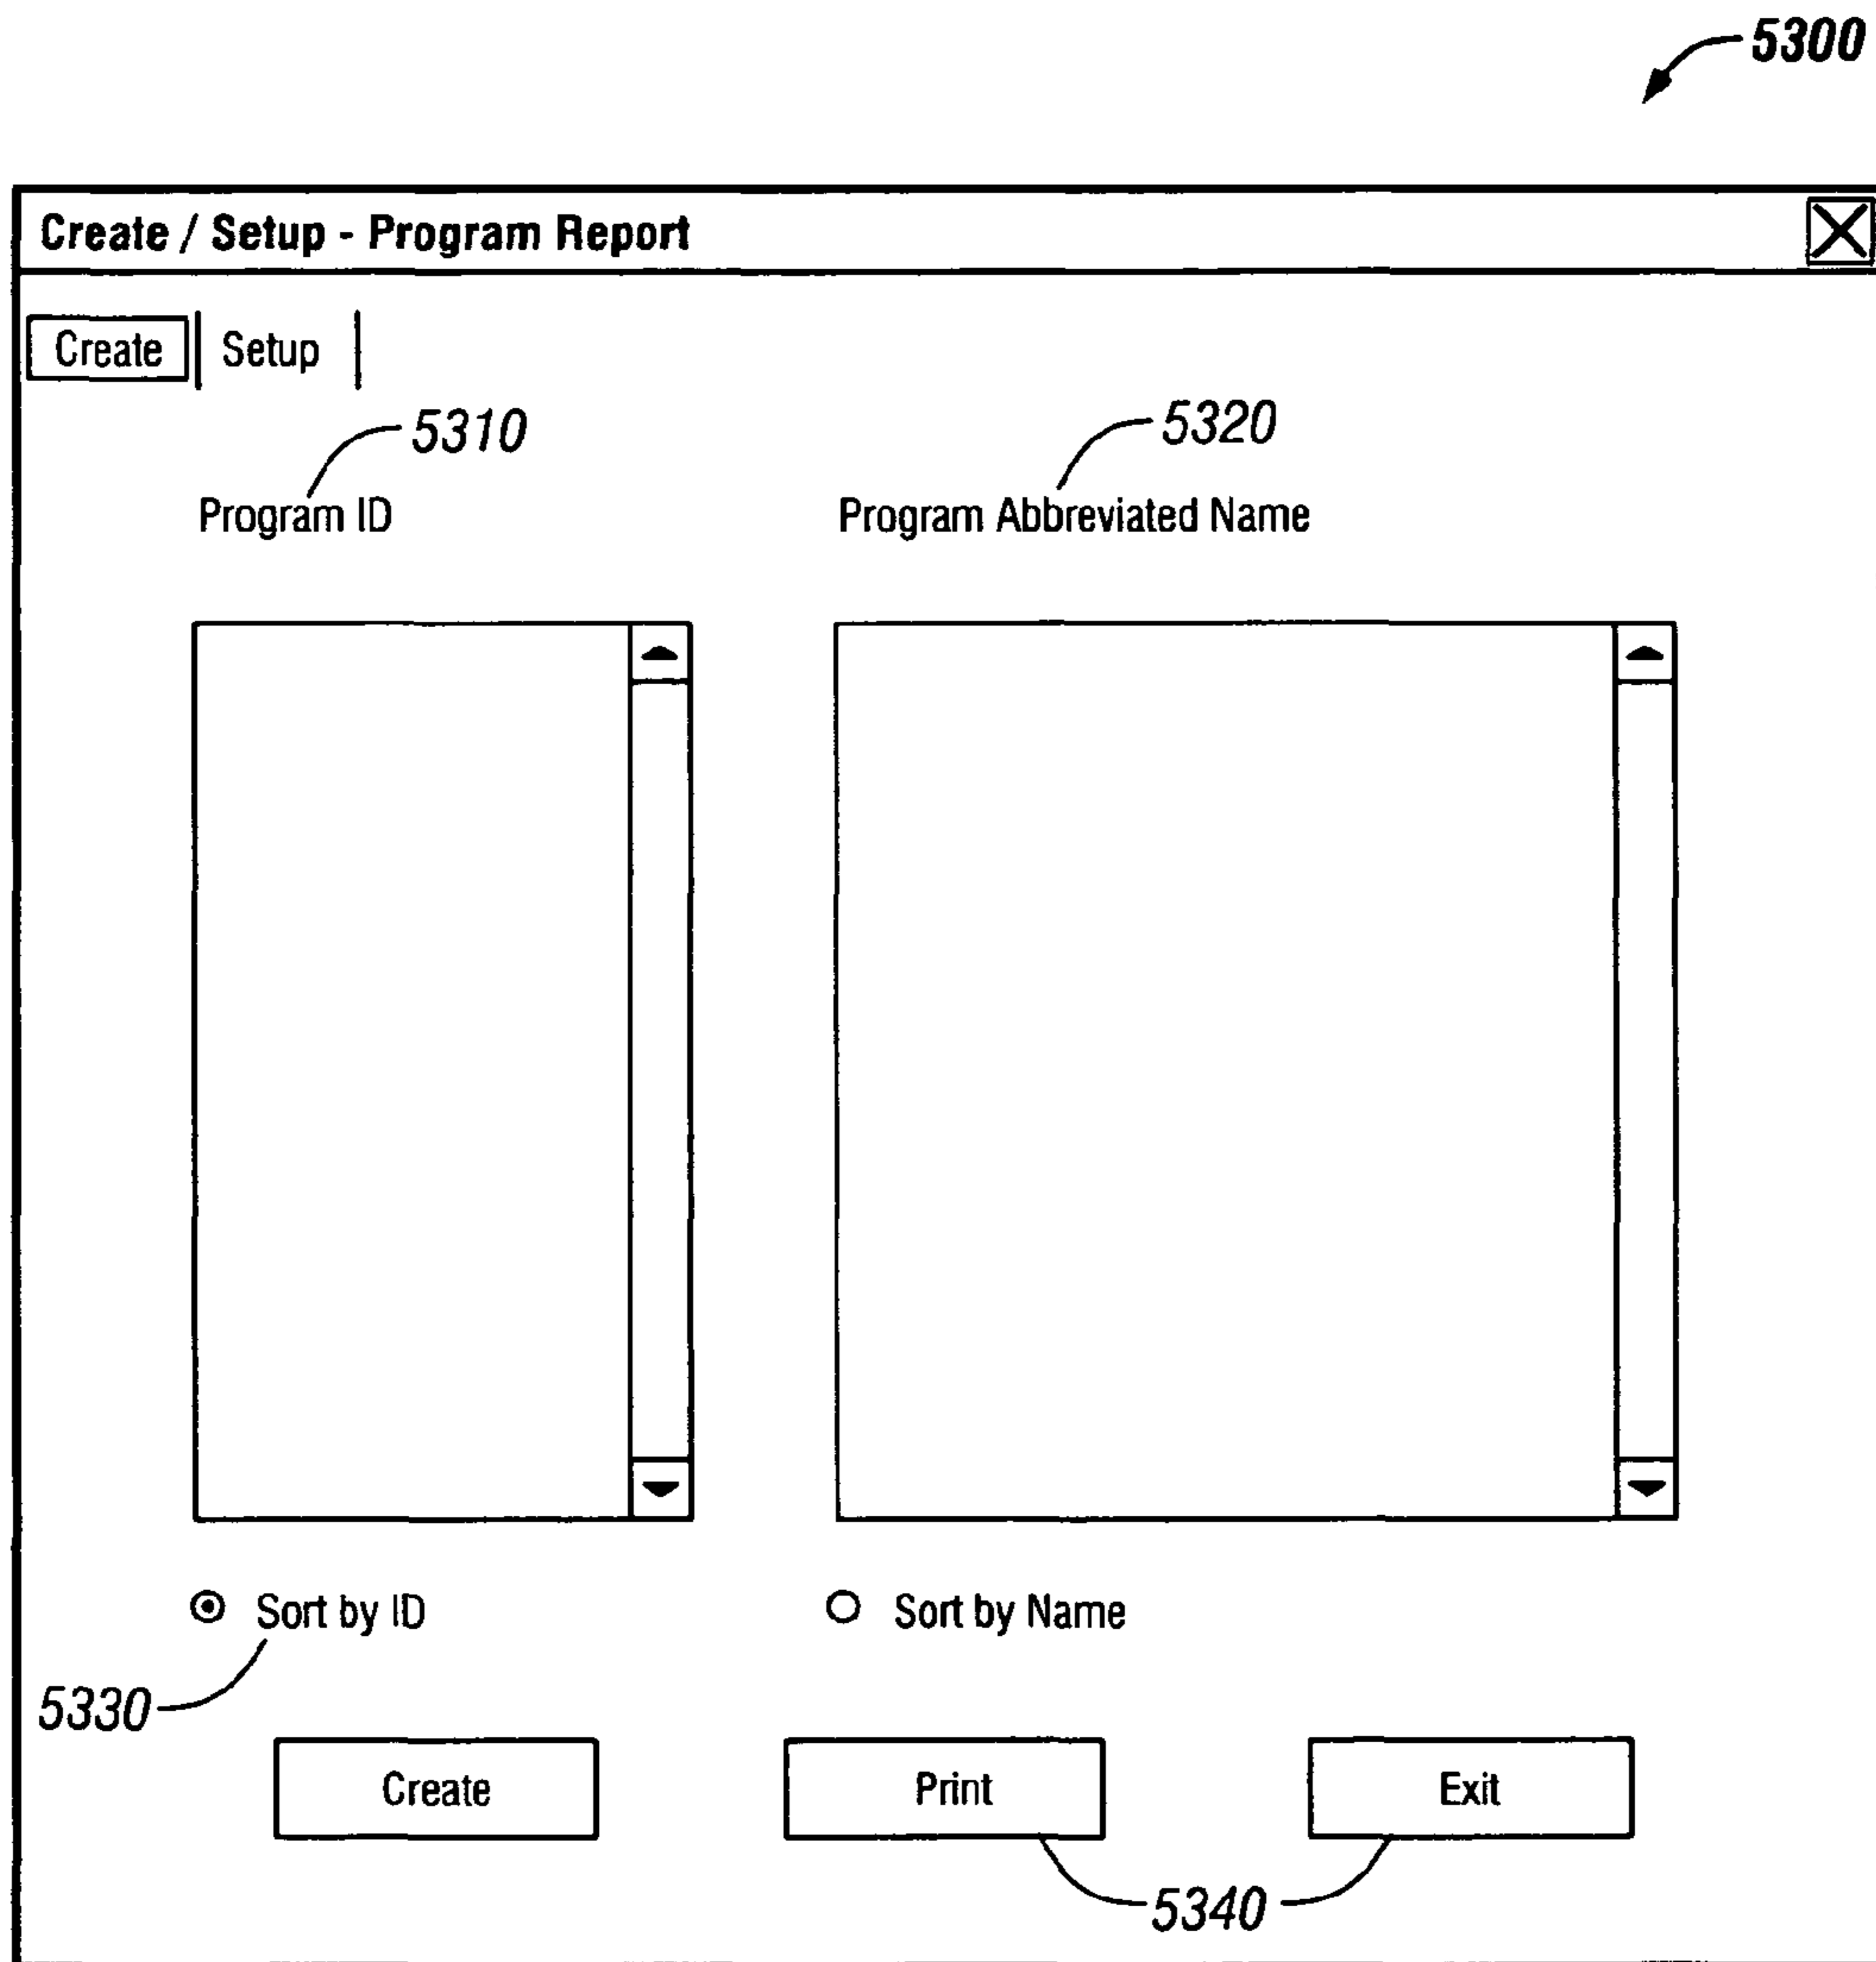 5300
Create / Setup - Program Report
Create Setup
5310 5320
Program ID Program Abbreviated Name
Sort by ID Sort by Name
5330
Create Print Exit
5340